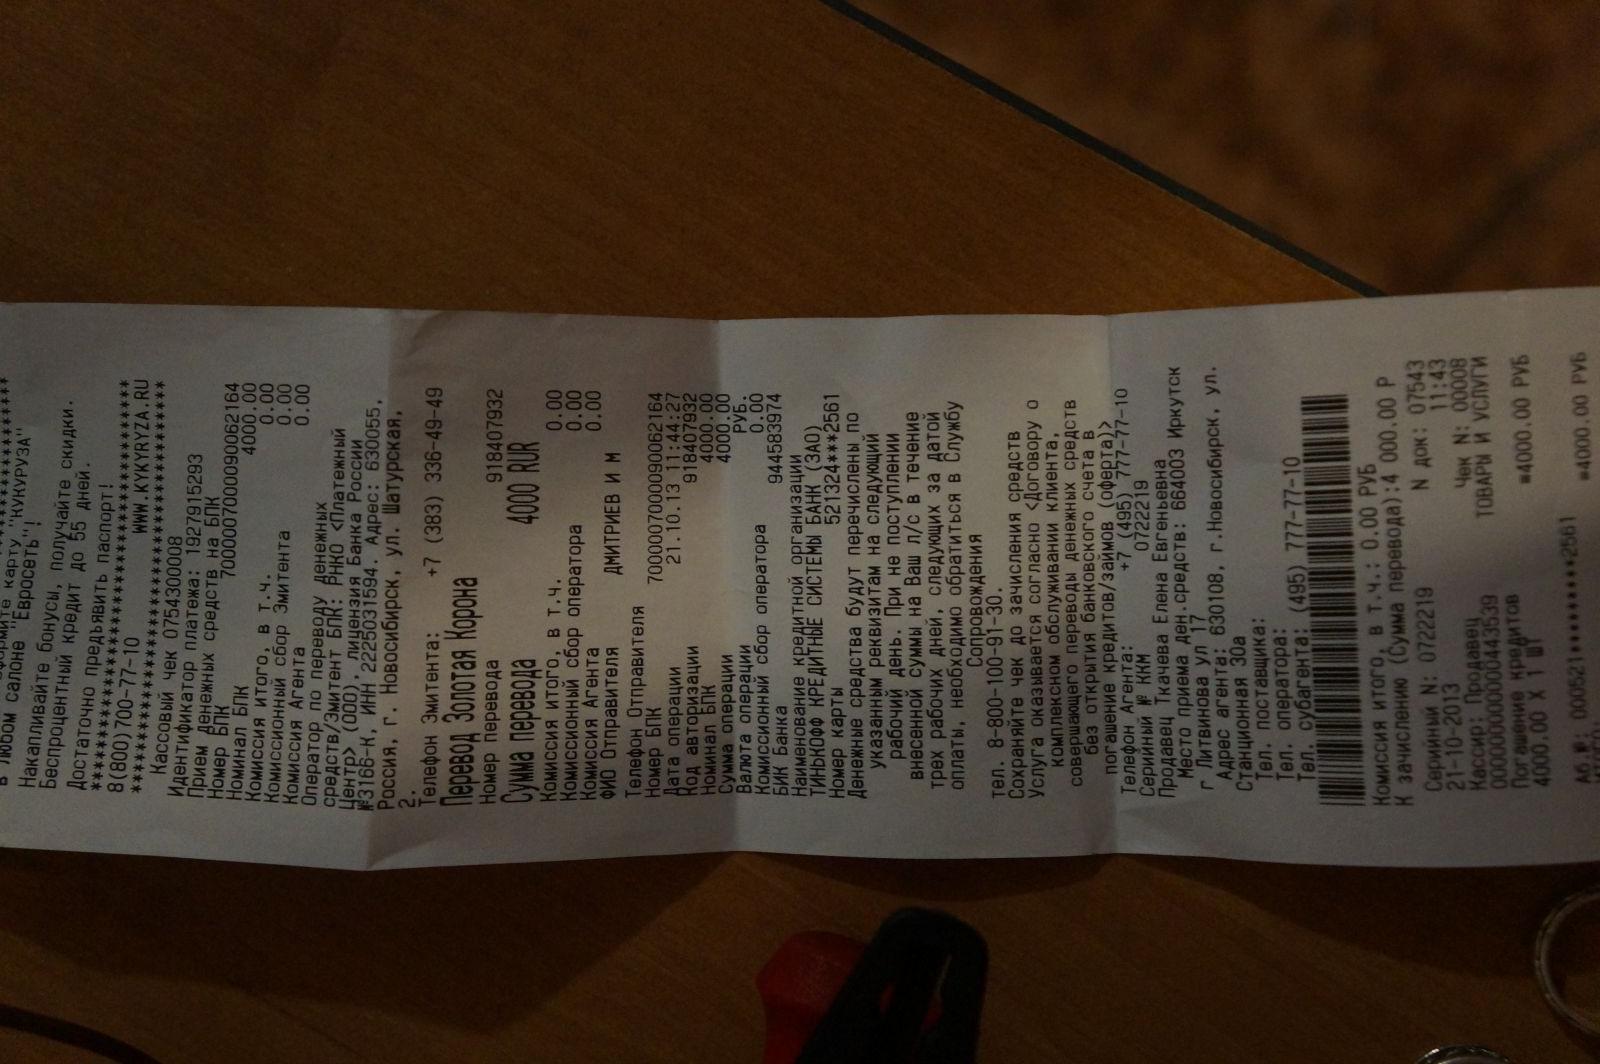 в любом салоне "Евросеть"!
Накапливайте бонусы, получайте скидки.
Беспроцентный кредит до 55 дней.
Достаточно предъявить паспорт!
********************************
8(800)700-77-10 WWW.KYKYRYZA.RU
********************************
Кассовый чек 0754300008
Идентификатор платежа: 1827915293
Прием денежных средств на БПК
Номер БПК 7000007000090062164
Номинал БПК 4000.00
Комиссия итого, в т.ч. 0.00
Комиссионный сбор Эмитента 0.00
Комиссия Агента 0.00
Оператор по переводу денежных
средств/Эмитент БПК: РНКО <Платежный
Центр> (ООО), лицензия Банка России
№3166-К, ИНН 2225031594. Адрес: 630055,
Россия, г. Новосибирск, ул. Шатурская,
2.
Телефон Эмитента: +7 (383) 336-49-49
Перевод Золотая Корона
Номер перевода 918407932
Сумма перевода 4000 RUR
Комиссия итого, в т.ч. 0.00
Комиссионный сбор оператора 0.00
Комиссия Агента 0.00
ФИО Отправителя ДМИТРИЕВ И М
Телефон Отправителя
Номер БПК 7000007000090062164
Дата операции 21.10.13 11:44:27
Код авторизации 918407932
Номинал БПК 4000.00
Сумма операции 4000.00
Валюта операции РУБ.
Комиссионный сбор оператора 0.00
БИК Банка 944583974
Наименование кредитной организации
ТИНЬКОФФ КРЕДИТНЫЕ СИСТЕМЫ БАНК (ЗАО)
Номер карты 521324***2561
Денежные средства будут перечислены по
указанным реквизитам на следующий
рабочий день. При не поступлении
внесенной суммы на Ваш л/с в течение
трех рабочих дней, следующих за датой
оплаты, необходимо обратиться в Службу
Сопровождения
тел. 8-800-100-91-30.
Сохраняйте чек до зачисления средств
Услуга оказывается согласно <Договору о
комплексном обслуживании клиента,
совершающего переводы денежных средств
без открытия банковского счета в
погашение кредитов/займов (оферта)>
Телефон Агента: +7 (495) 777-77-10
Серийный № ККМ 0722219
Продавец Ткачева Елена Евгеньевна
Место приема ден.средств: 664003 Иркутск
г Литвинова ул 17
Адрес агента: 630108, г.Новосибирск, ул.
Станционная 30а
Тел. поставщика:
Тел. оператора:
Тел. субагента: (495) 777-77-10
Комиссия итого, в т.ч.: 0.00 РУБ
К зачислению (Сумма перевода):4 000.00 Р
Серийный N: 0722219 N док: 07543
21-10-2013 11:43
Кассир: Продавец Чек N: 00008
ТОВАРЫ И УСЛУГИ
Погашение кредитов
4000.00 X 1 ШТ ≡4000.00 РУБ
≡4000.00 РУБ